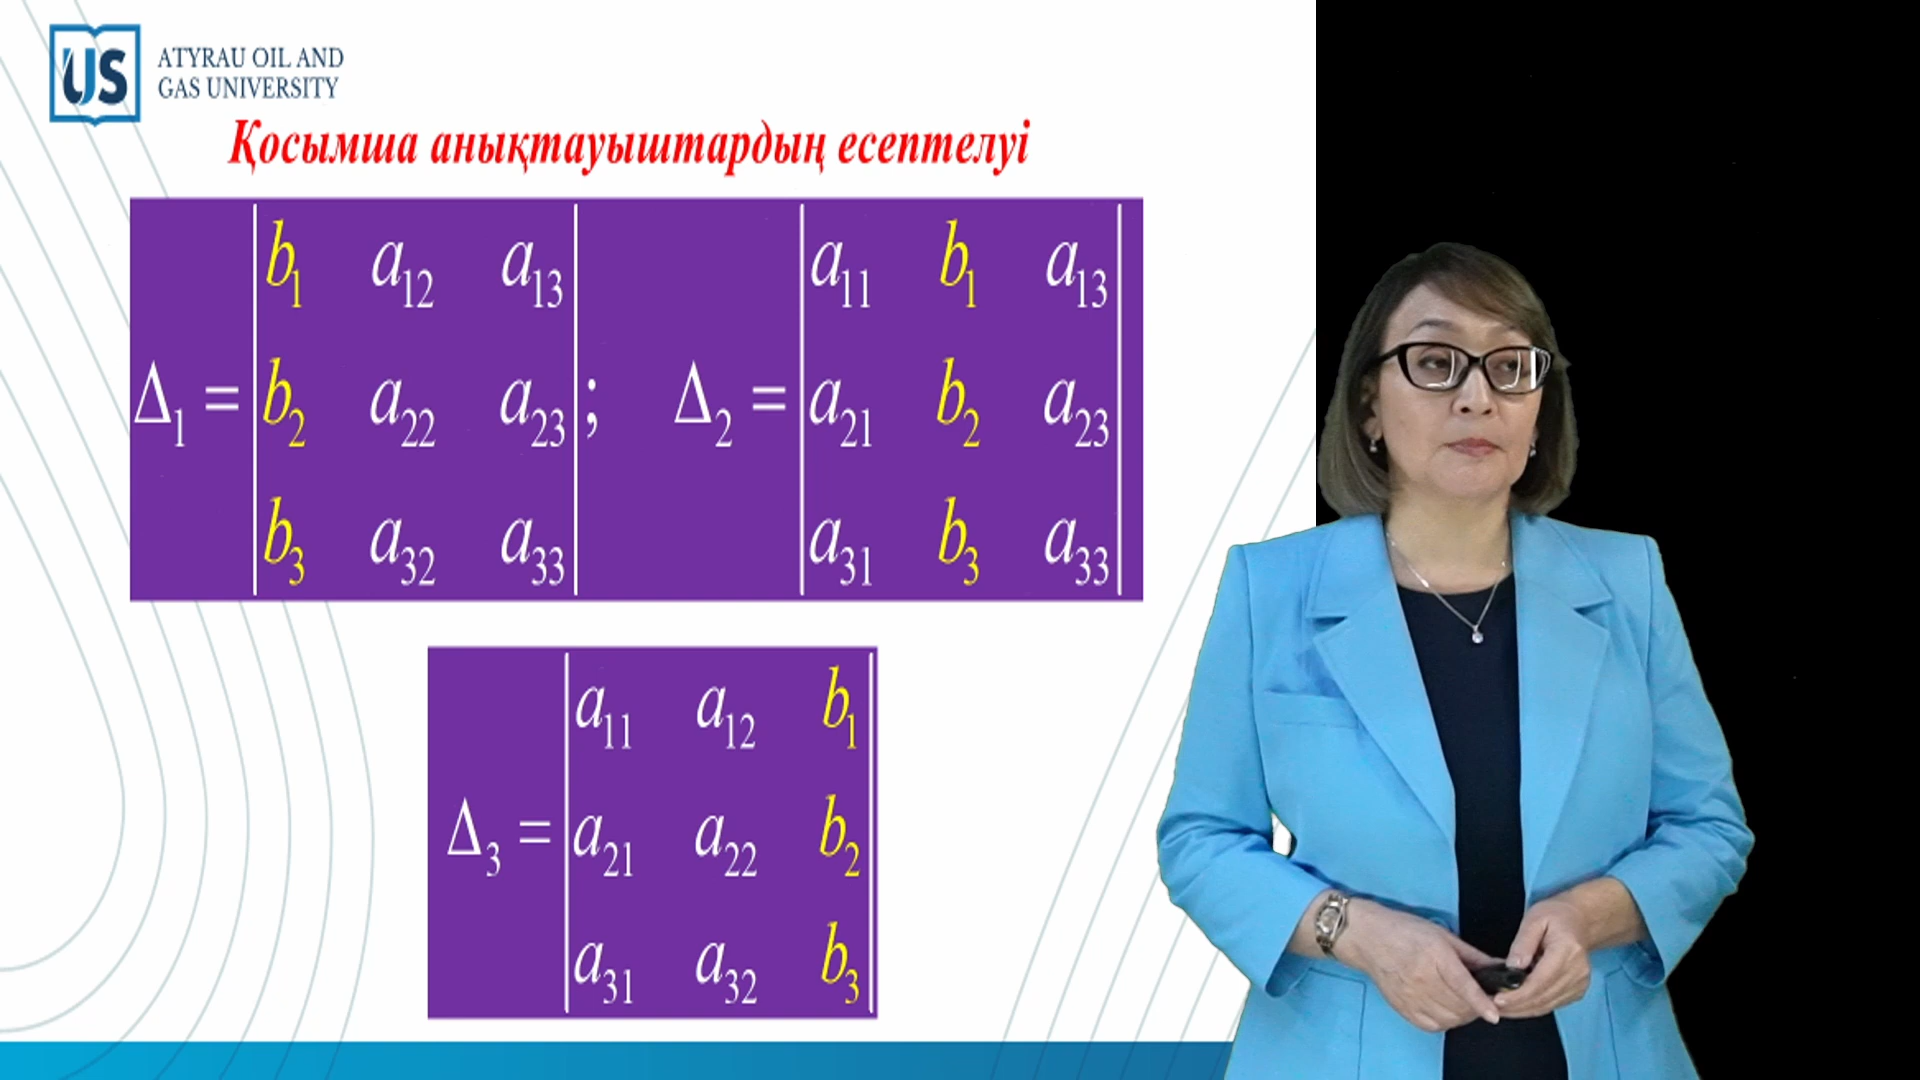 US
ATYRAU OIL AND
GAS UNIVERSITY
Қосымша анықтауыштардың есептелуі
b₁ a₁₂ a₁₃ a₁₁ b₁ a₁₃
Δ₁ = b₂ a₂₂ a₂₃ ; Δ₂ = a₂₁ b₂ a₂₃
b₃ a₃₂ a₃₃ a₃₁ b₃ a₃₃
a₁₁ a₁₂ b₁
Δ₃ = a₂₁ a₂₂ b₂
a₃₁ a₃₂ b₃